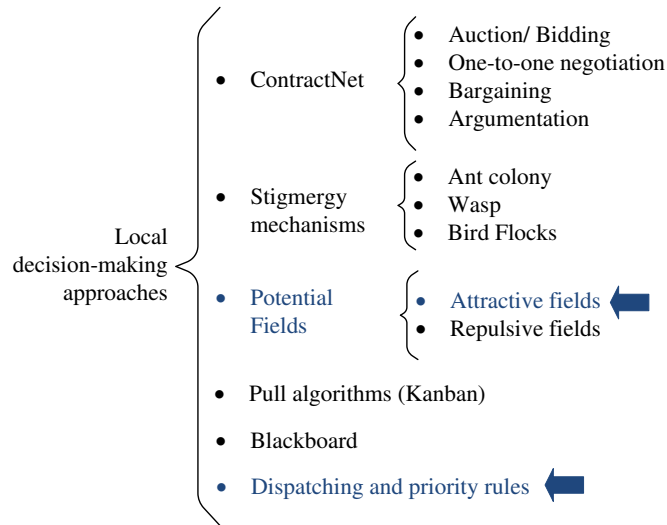 Local
decision-making
approaches
• ContractNet
• Auction/ Bidding
• One-to-one negotiation
• Bargaining
• Argumentation
• Stigmergy
mechanisms
• Ant colony
• Wasp
• Bird Flocks
• Potential
Fields
• Attractive fields
• Repulsive fields
• Pull algorithms (Kanban)
• Blackboard
• Dispatching and priority rules